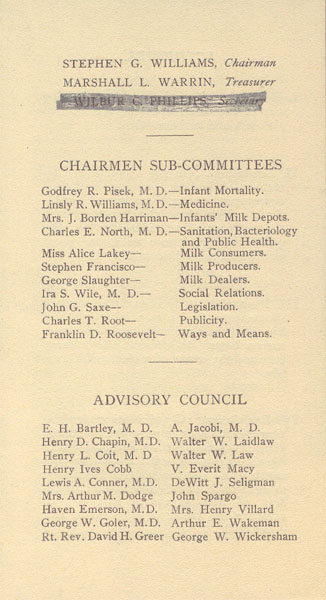 STEPHEN G. WILLIAMS, Chairman
MARSHALL L. WARRIN, Treasurer
WILBUR C. PHILLIPS, Secretary
CHAIRMEN SUB-COMMITTEES
Godfrey R. Pisek, M. D.—Infant Mortality.
Linsly R. Williams, M. D.—Medicine.
Mrs. J. Borden Harriman—Infants' Milk Depots.
Charles E. North, M. D.—Sanitation, Bacteriology
and Public Health.
Miss Alice Lakey— Milk Consumers.
Stephen Francisco— Milk Producers.
George Slaughter— Milk Dealers.
Ira S. Wile, M. D.— Social Relations.
John G. Saxe— Legislation.
Charles T. Root— Publicity.
Franklin D. Roosevelt— Ways and Means.
ADVISORY COUNCIL
E. H. Bartley, M. D. A. Jacobi, M. D.
Henry D. Chapin, M. D. Walter W. Laidlaw
Henry L. Coit, M. D Walter W. Law
Henry Ives Cobb V. Everit Macy
Lewis A. Conner, M. D. DeWitt J. Seligman
Mrs. Arthur M. Dodge John Spargo
Haven Emerson, M. D. Mrs. Henry Villard
George W. Goler, M. D. Arthur E. Wakeman
Rt. Rev. David H. Greer George W. Wickersham